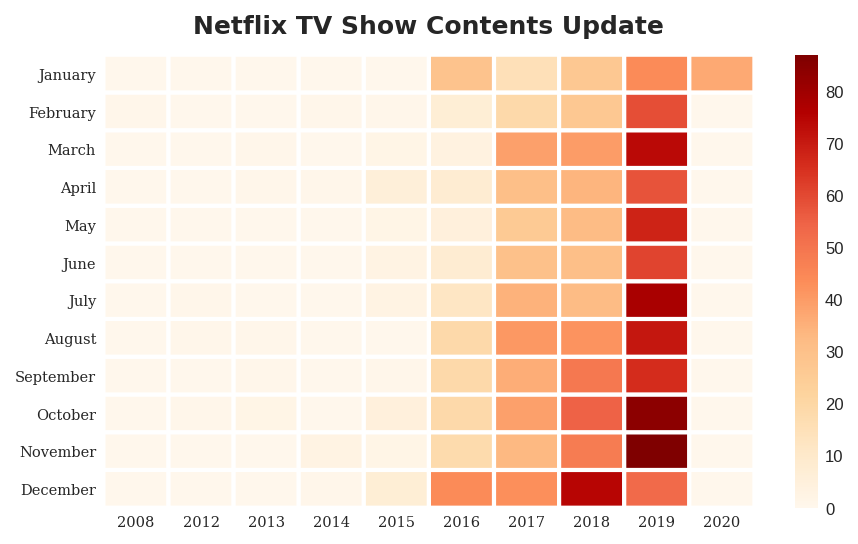 Netflix TV Show Contents Update
January
February
March
April
May
June
July
August
September
October
November
December
2008 2012 2013 2014 2015 2016 2017 2018 2019 2020
80
70
60
50
40
30
20
10
0